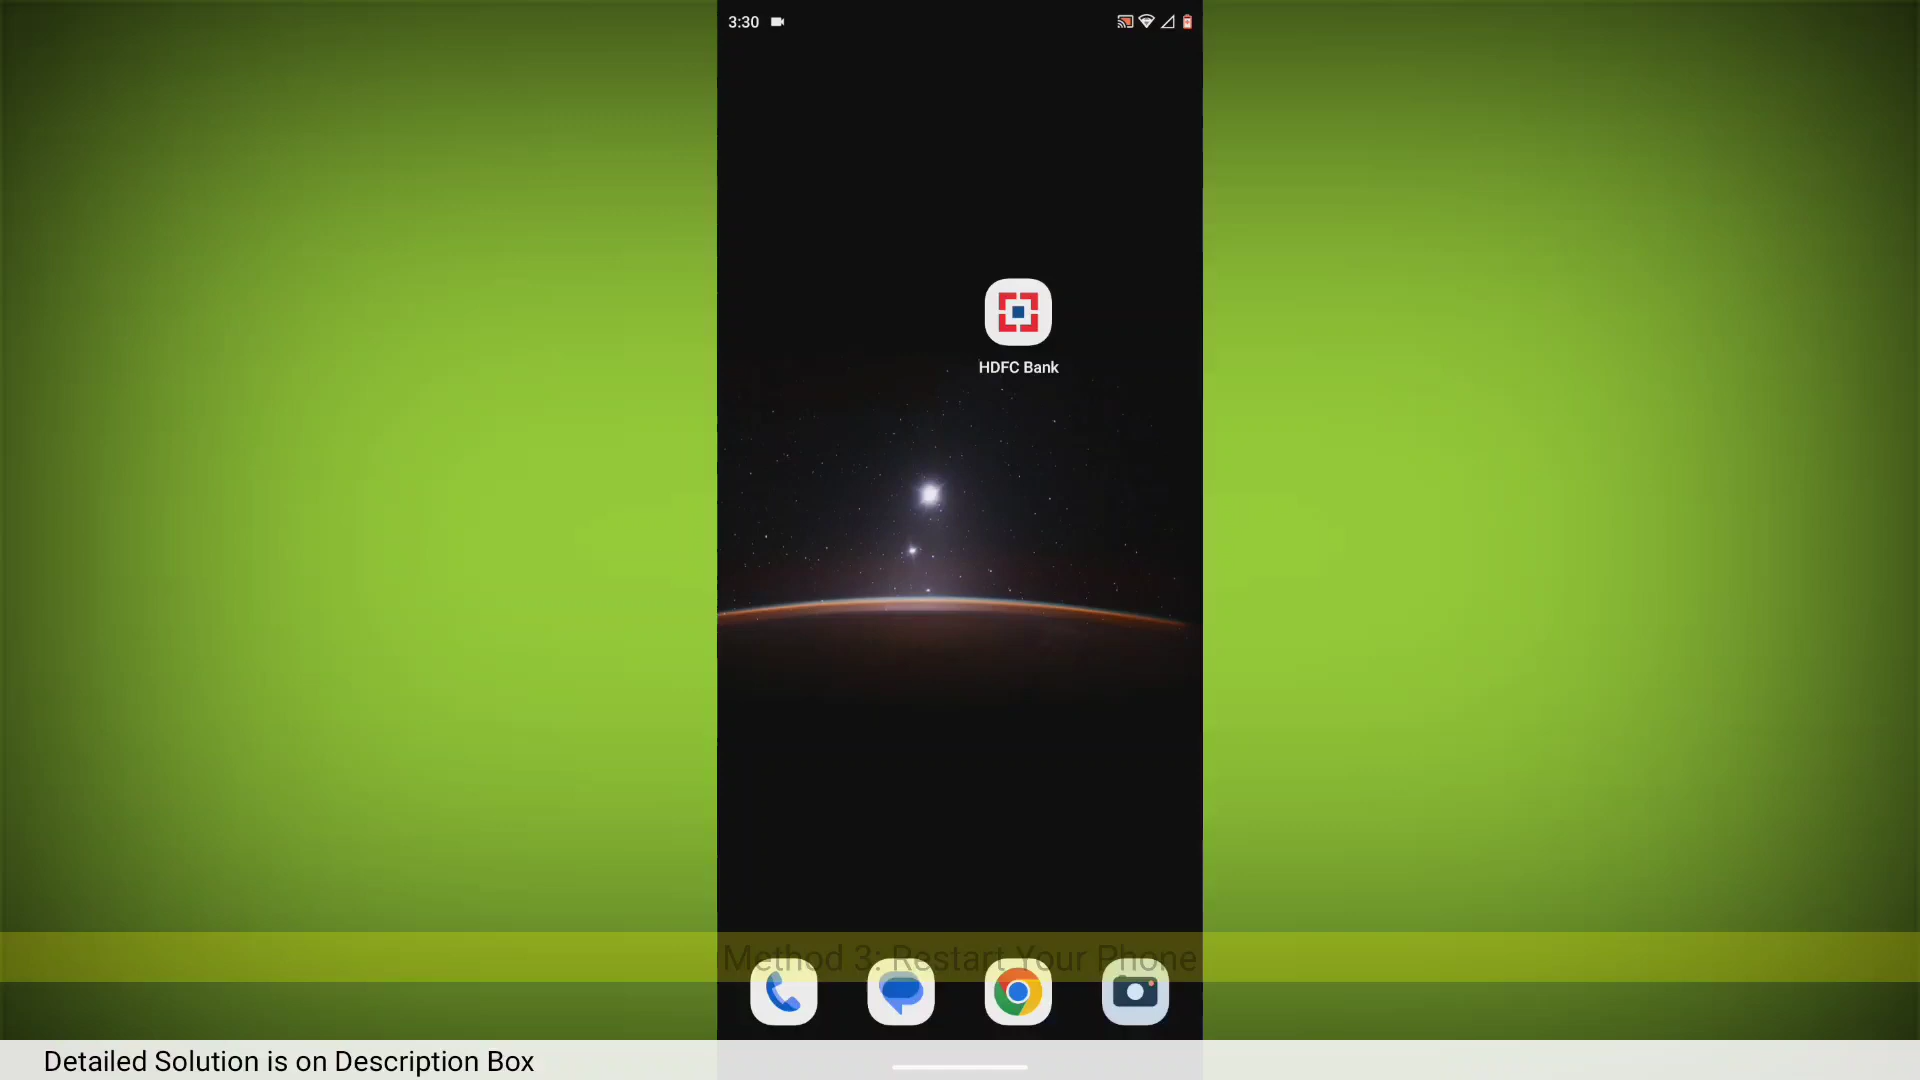 3:30
HDFC Bank
Method 3: Restart Your Phone
Detailed Solution is on Description Box